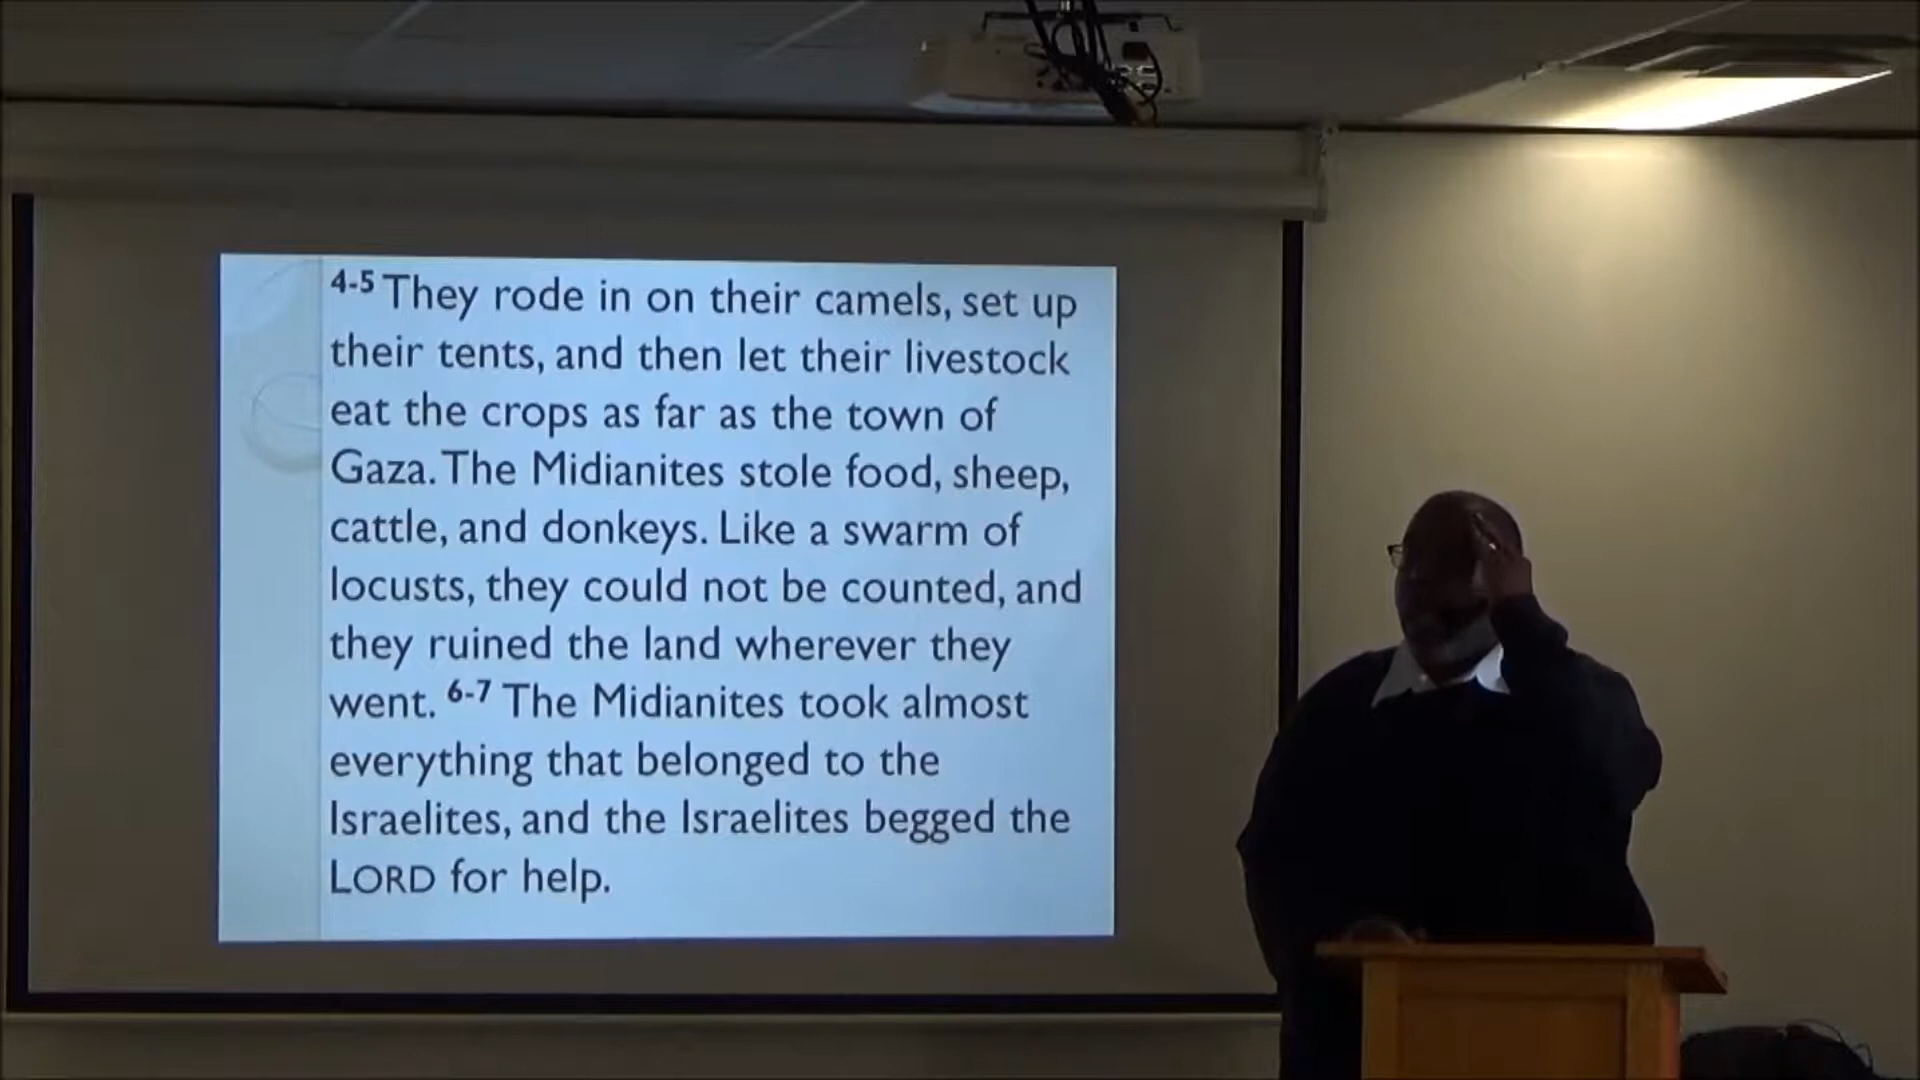 4-5 They rode in on their camels, set up
their tents, and then let their livestock
eat the crops as far as the town of
Gaza. The Midianites stole food, sheep,
cattle, and donkeys. Like a swarm of
locusts, they could not be counted, and
they ruined the land wherever they
went. 6-7 The Midianites took almost
everything that belonged to the
Israelites, and the Israelites begged the
LORD for help.